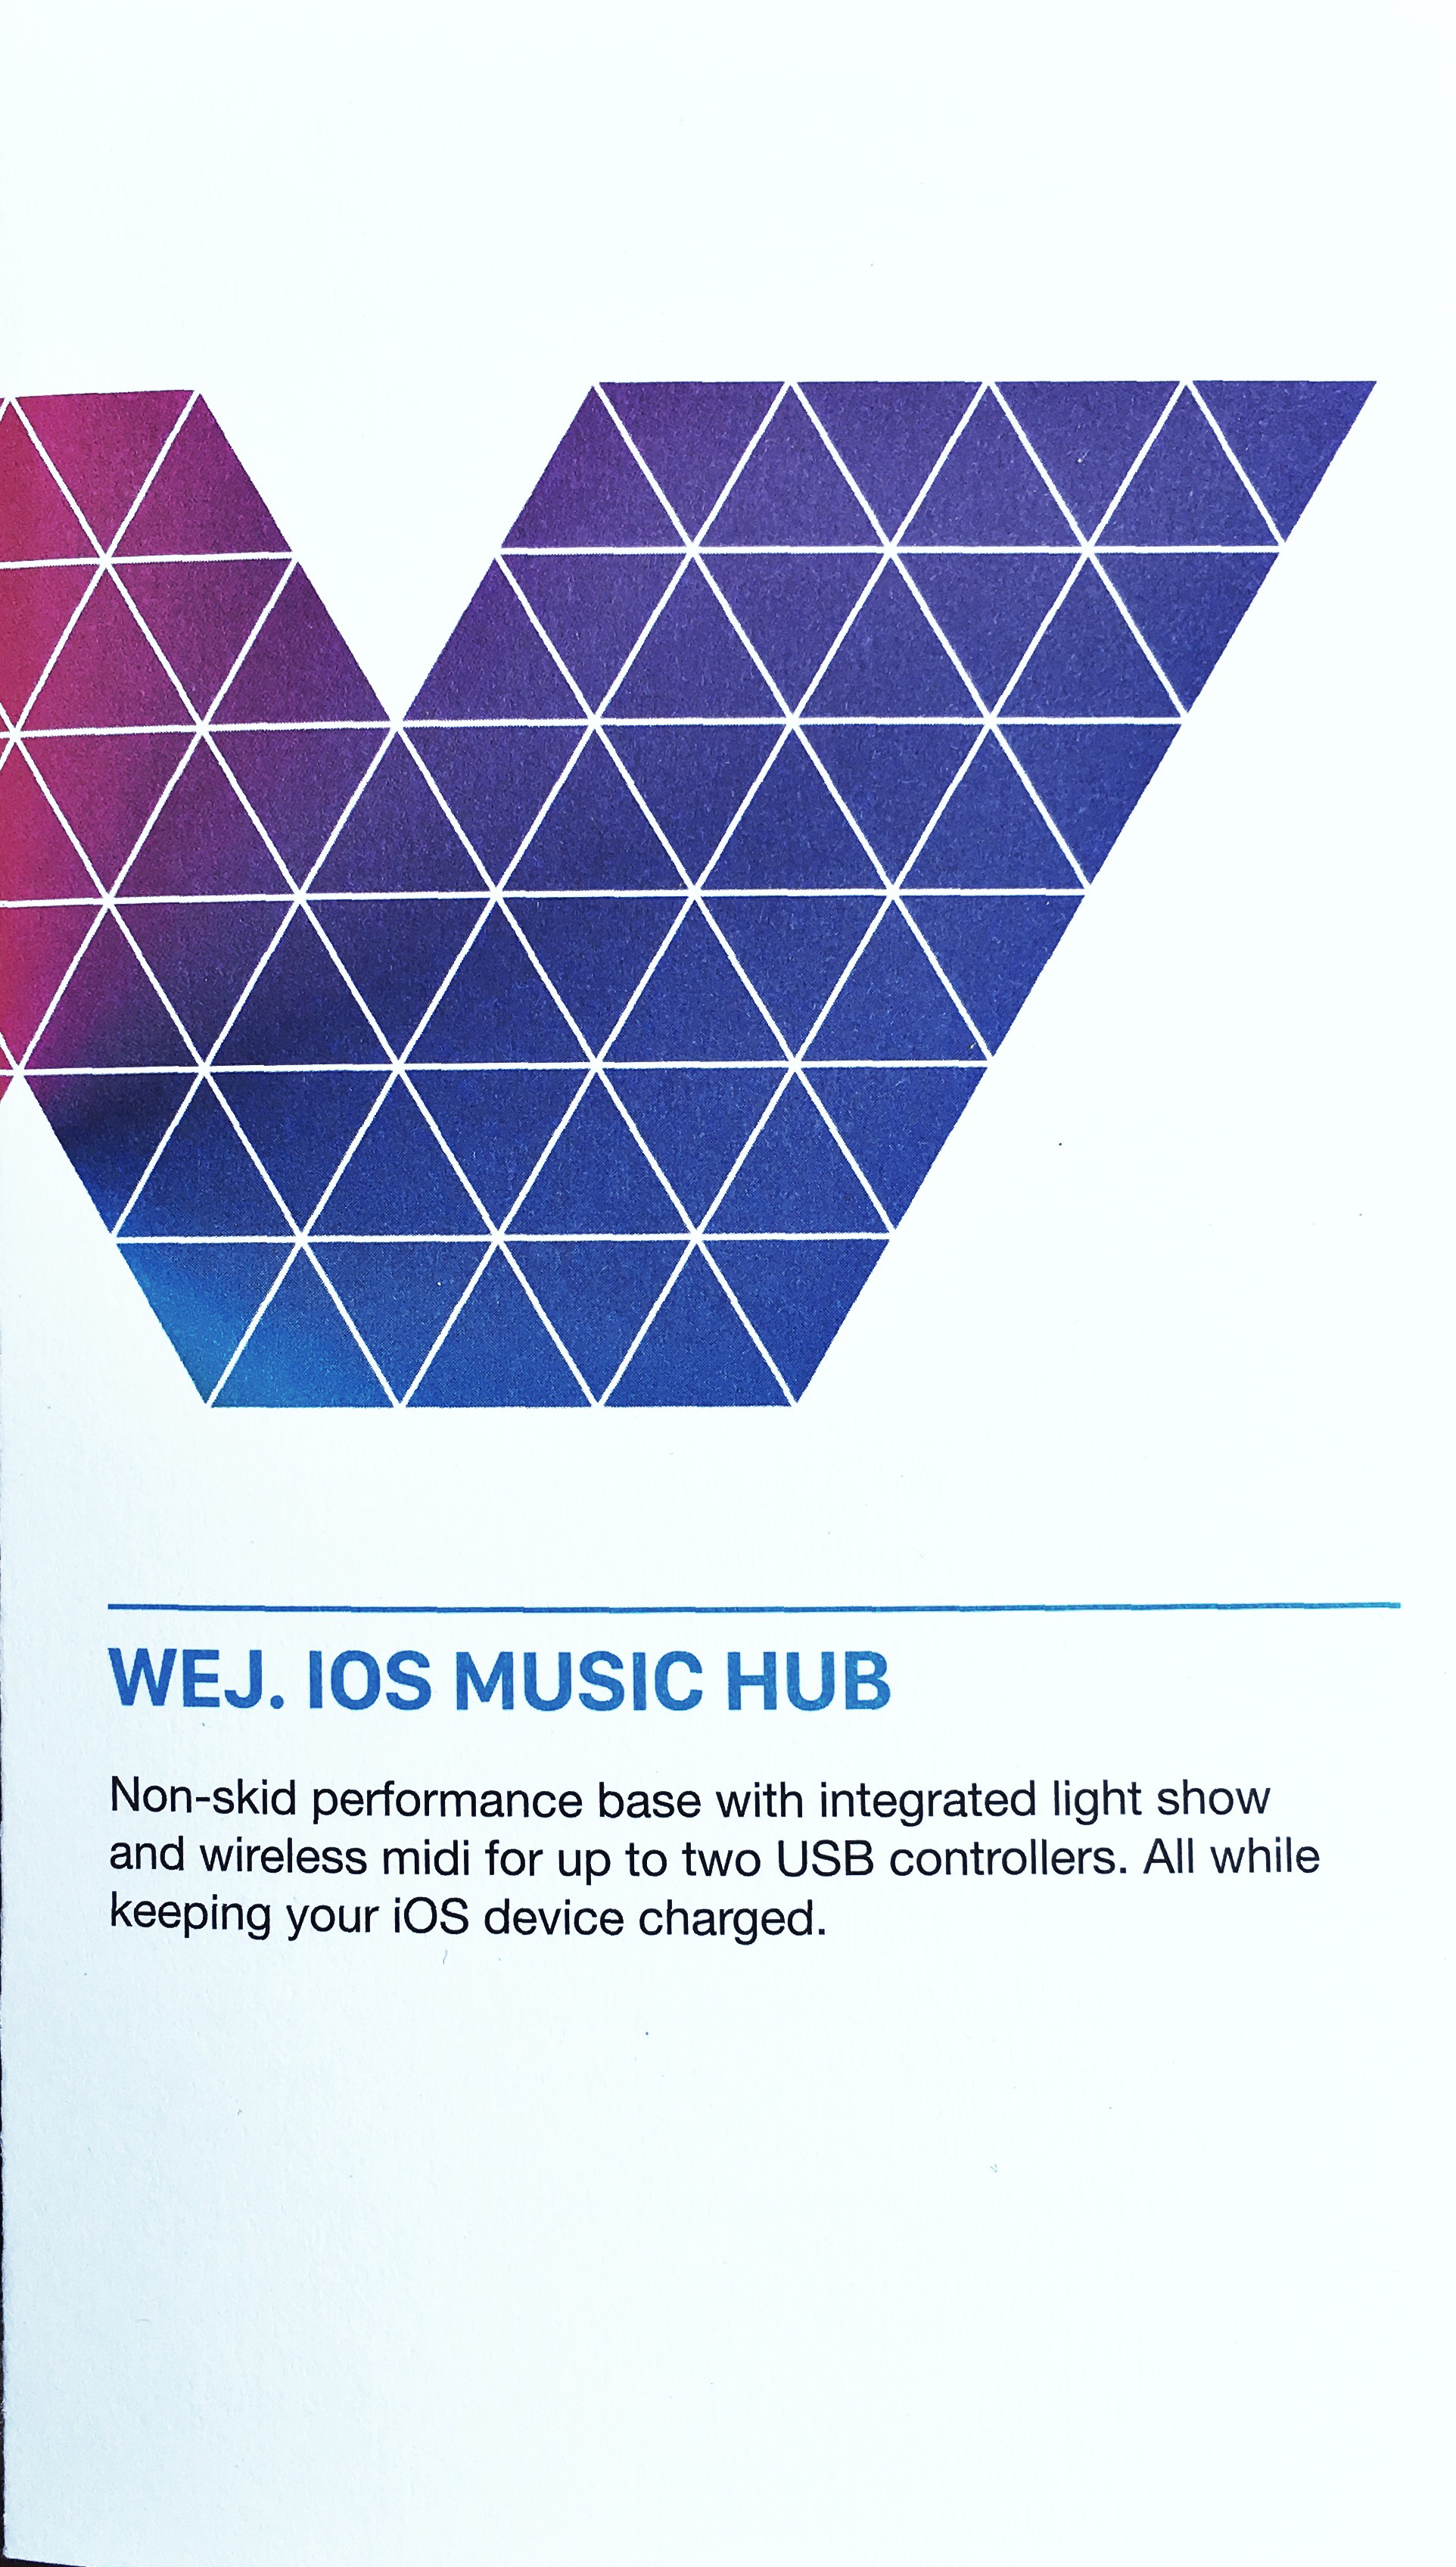 WEJ. IOS MUSIC HUB
Non-skid performance base with integrated light show
and wireless midi for up to two USB controllers. All while
keeping your iOS device charged.